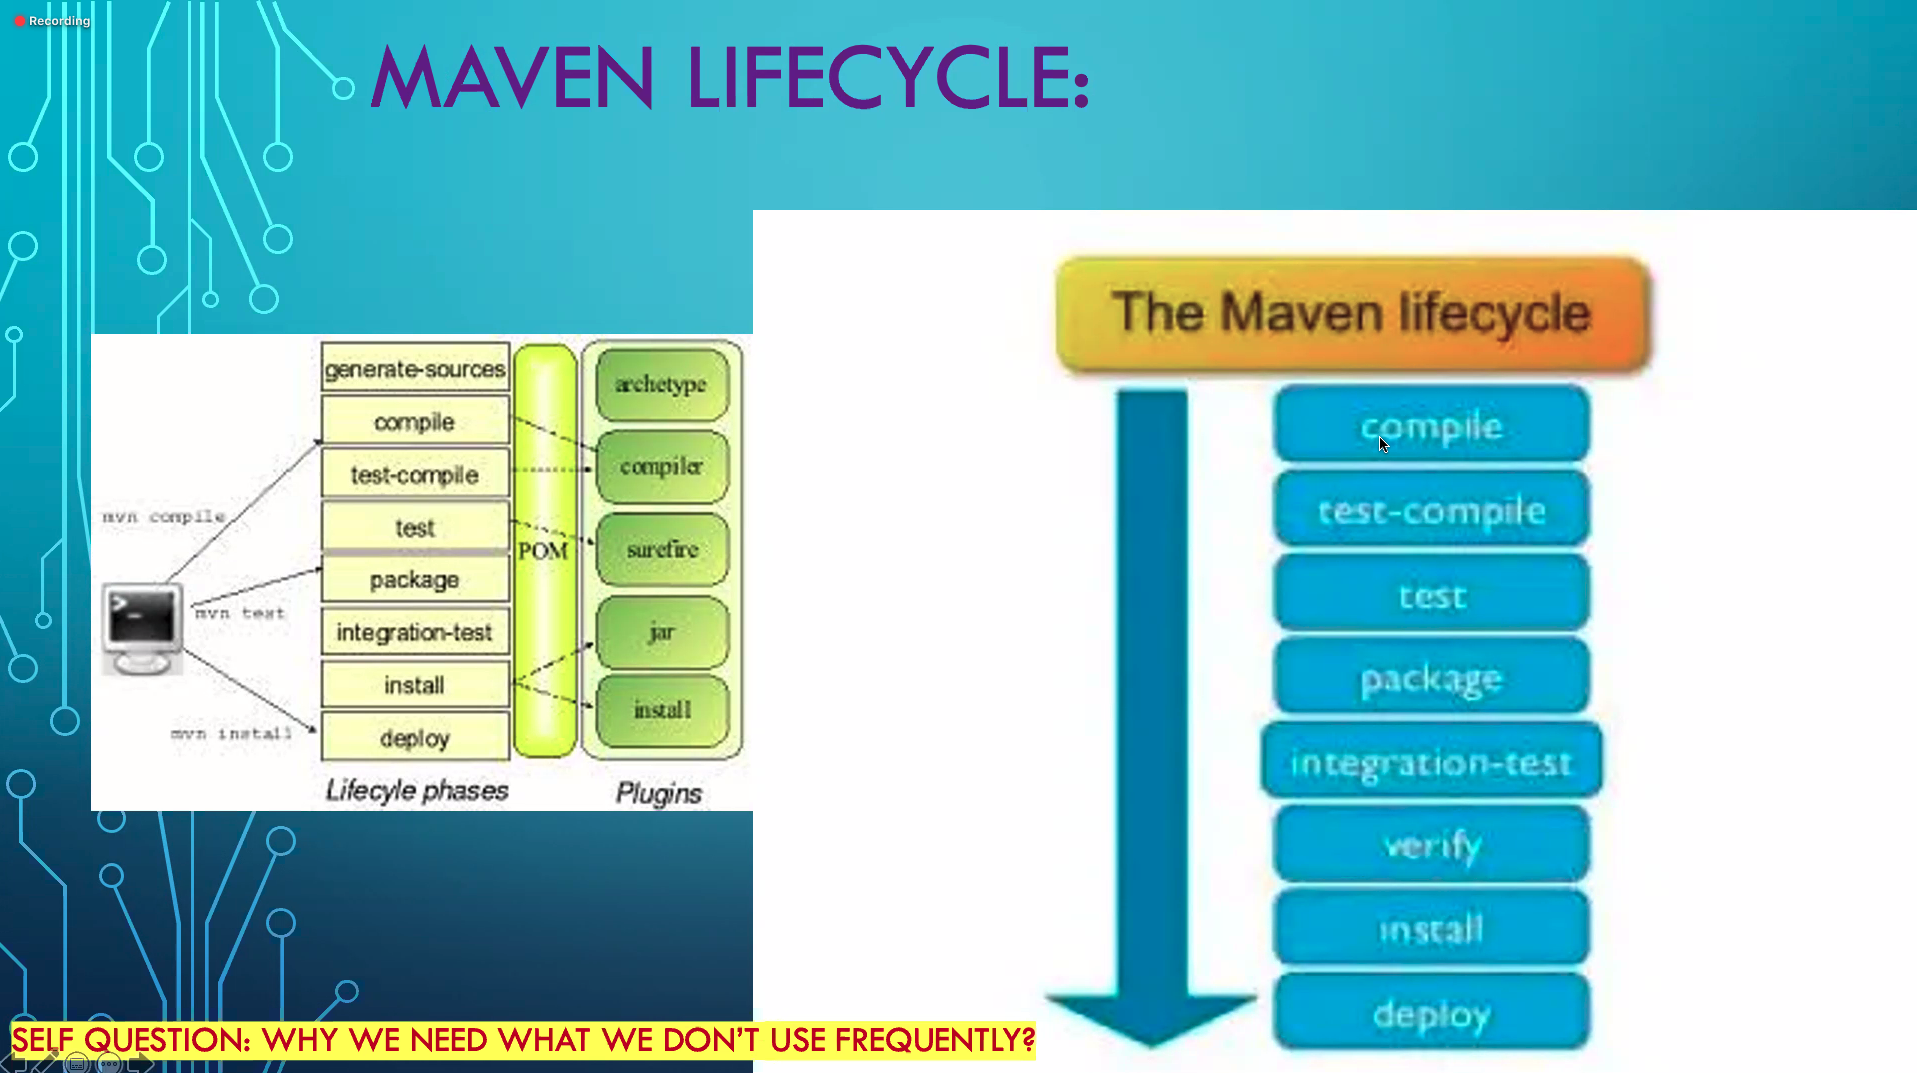 Recording
MAVEN LIFECYCLE:
generate-sources
compile
test-compile
test
package
integration-test
install
deploy
Lifecyle phases
mvn compile
mvn test
mvn install
POM
archetype
compiler
surefire
jar
install
Plugins
The Maven lifecycle
compile
test-compile
test
package
integration-test
verify
install
deploy
SELF QUESTION: WHY WE NEED WHAT WE DON'T USE FREQUENTLY?